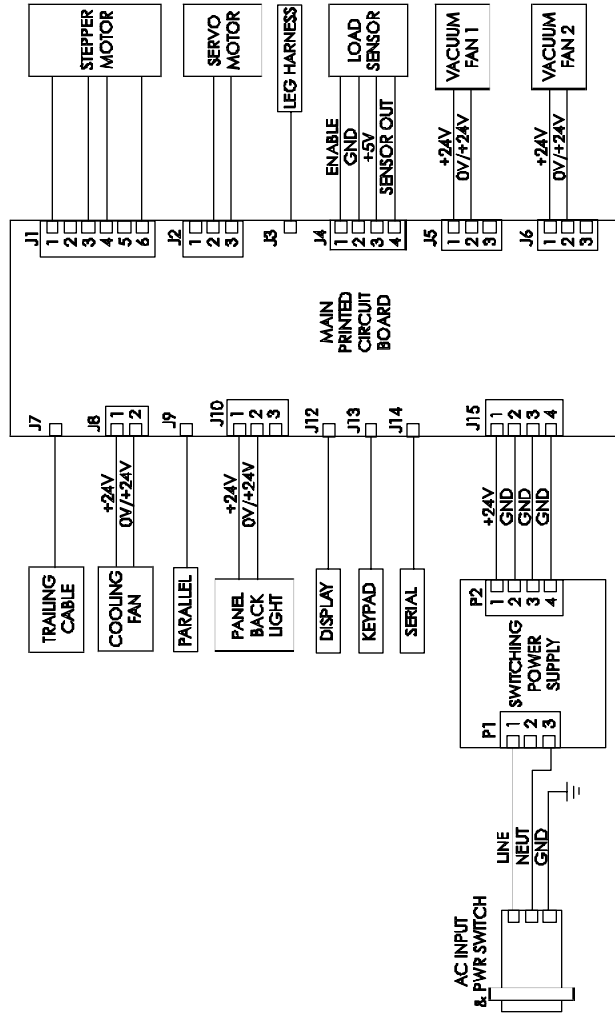 STEPPER
MOTOR
J1
1
2
3
4
5
6
SERVO
MOTOR
J2
1
2
3
LEG HARNESS
J3
LOAD
SENSOR
ENABLE
GND
+5V
SENSOR OUT
J4
1
2
3
4
VACUUM
FAN 1
+24V
0V/+24V
J5
1
2
3
VACUUM
FAN 2
+24V
0V/+24V
J6
1
2
3
MAIN
PRINTED
CIRCUIT
BOARD
J7
TRAILING
CABLE
J8
1
2
+24V
0V/+24V
COOLING
FAN
J9
PARALLEL
J10
1
2
3
+24V
0V/+24V
PANEL
BACK
LIGHT
J12
DISPLAY
J13
KEYPAD
J14
SERIAL
J15
1
2
3
4
+24V
GND
GND
GND
P2
1
2
3
4
SWITCHING
POWER
SUPPLY
P1
1
2
3
LINE
NEUT
GND
AC INPUT
& PWR SWITCH